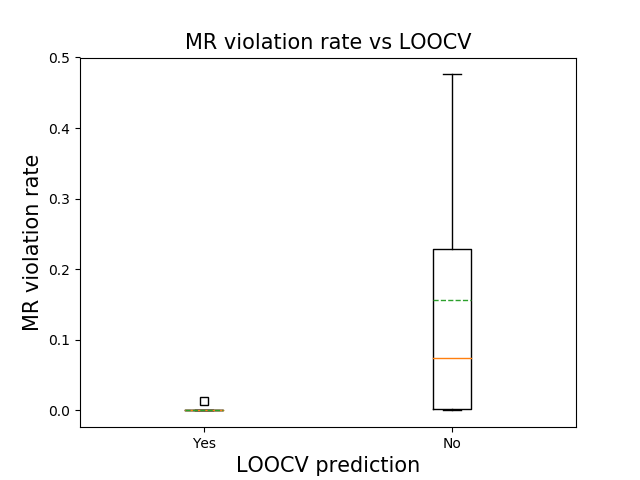 MR violation rate vs LOOCV
MR violation rate
0.5
0.4
0.3
0.2
0.1
0.0
Yes
No
LOOCV prediction